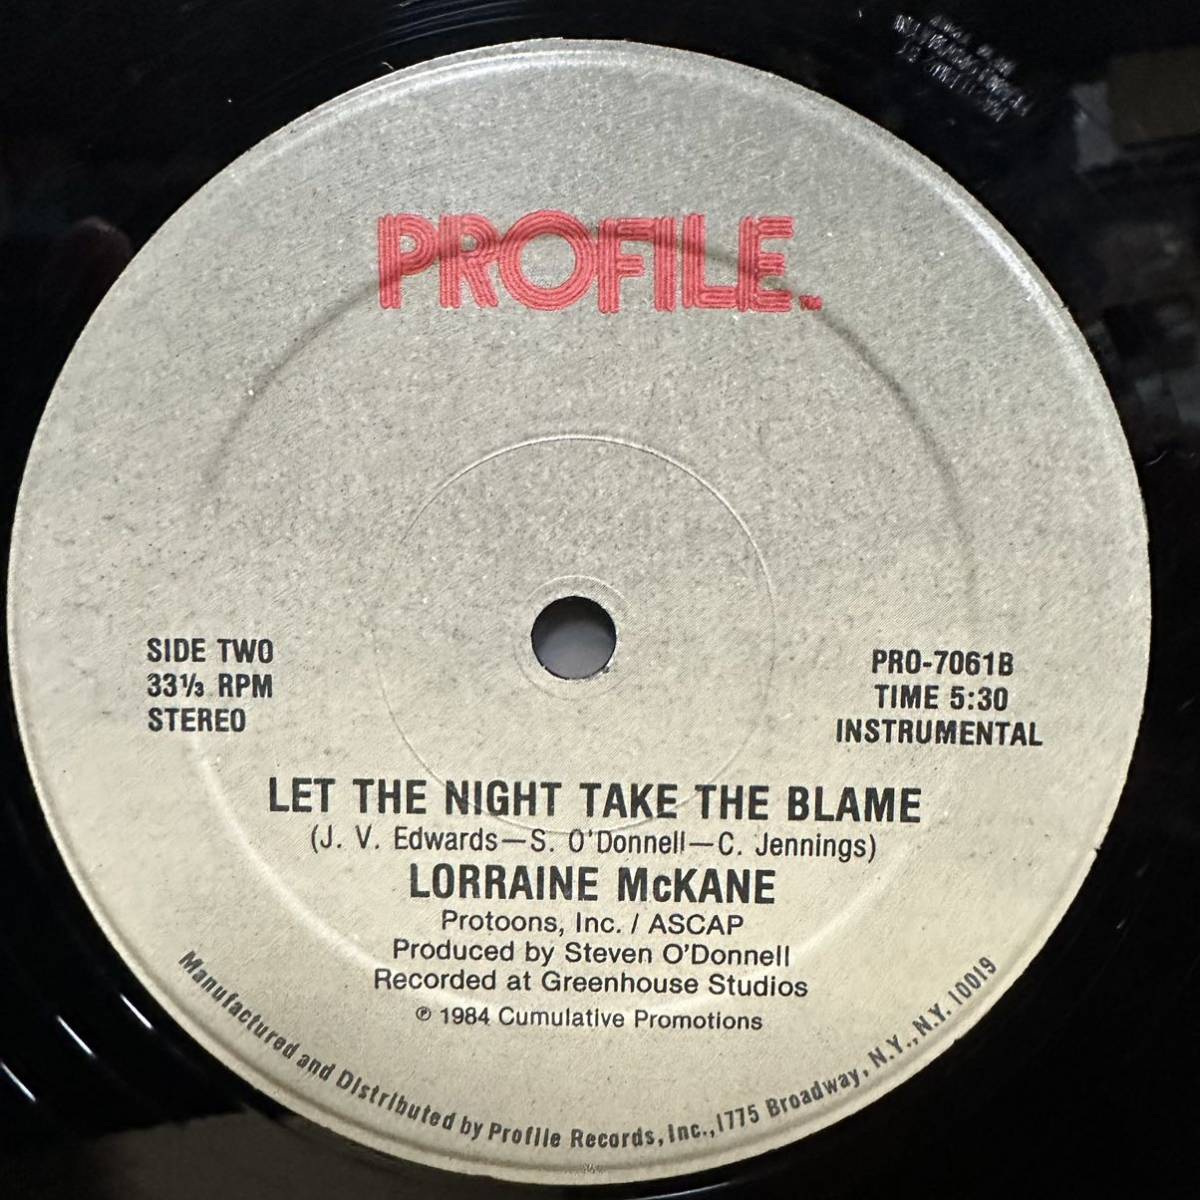 PROFILE™
SIDE TWO
33⅓ RPM
STEREO
PRO-7061B
TIME 5:30
INSTRUMENTAL
LET THE NIGHT TAKE THE BLAME
(J. V. Edwards—S. O'Donnell—C. Jennings)
LORRAINE McKANE
Protoons, Inc. / ASCAP
Produced by Steven O'Donnell
Recorded at Greenhouse Studios
℗ 1984 Cumulative Promotions
Manufactured and Distributed by Profile Records, Inc., 1775 Broadway, N.Y., N.Y. 10019